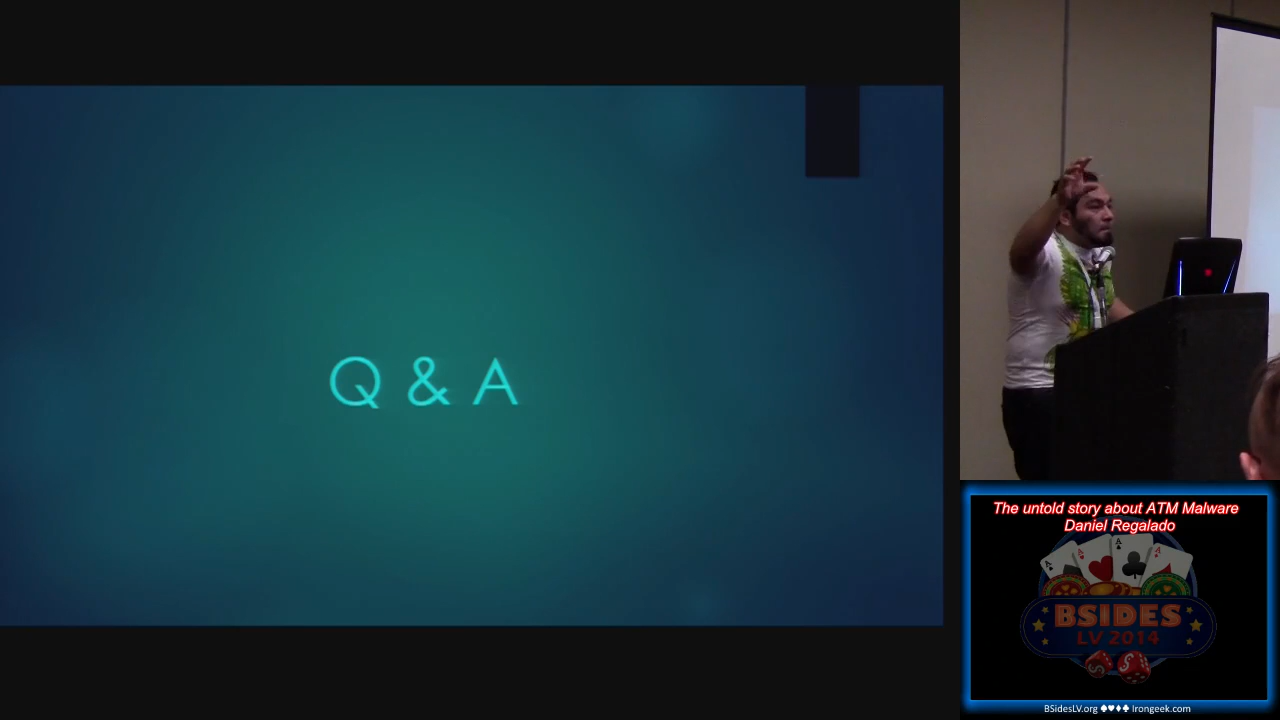 Q & A
The untold story about ATM Malware
Daniel Regalado
BSIDES
LV 2014
BSidesLV.org ♠♥♦♣ Irongeek.com